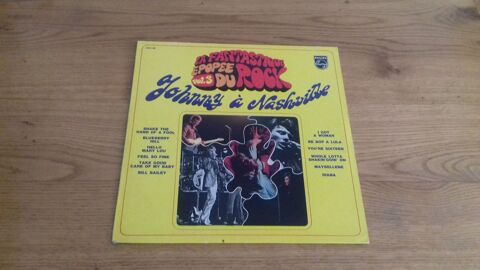 LA FANTASTIQUE
EPOPEE
VOL.3 DU ROCK
Johnny à Nashville
SHAKE THE
HAND OF A FOOL
BLUEBERRY
HILL
HELLO
MARY LOU
FEEL SO FINE
TAKE GOOD
CARE OF MY BABY
BILL BAILEY
I GOT
A WOMAN
BE BOP A LULA
YOU'RE SIXTEEN
WHOLE LOTTA
SHAKIN' GOIN' ON
MAYBELLENE
DIANA